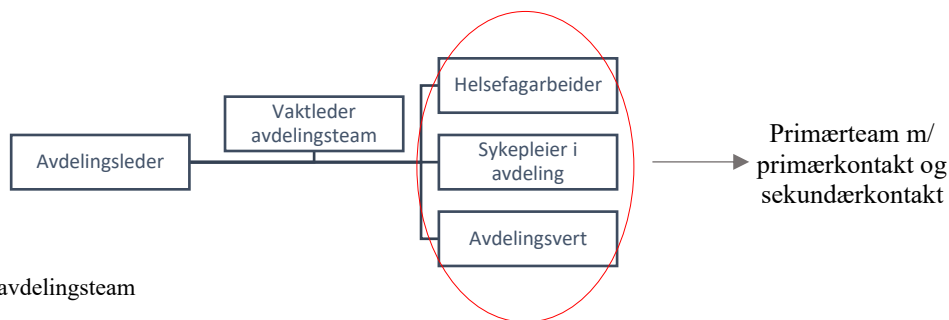 Helsefagarbeider
Vaktleder
avdelingsteam
Avdelingsleder
Sykepleier i
avdeling
Avdelingsvert
Primærteam m/
primærkontakt og
sekundærkontakt
avdelingsteam